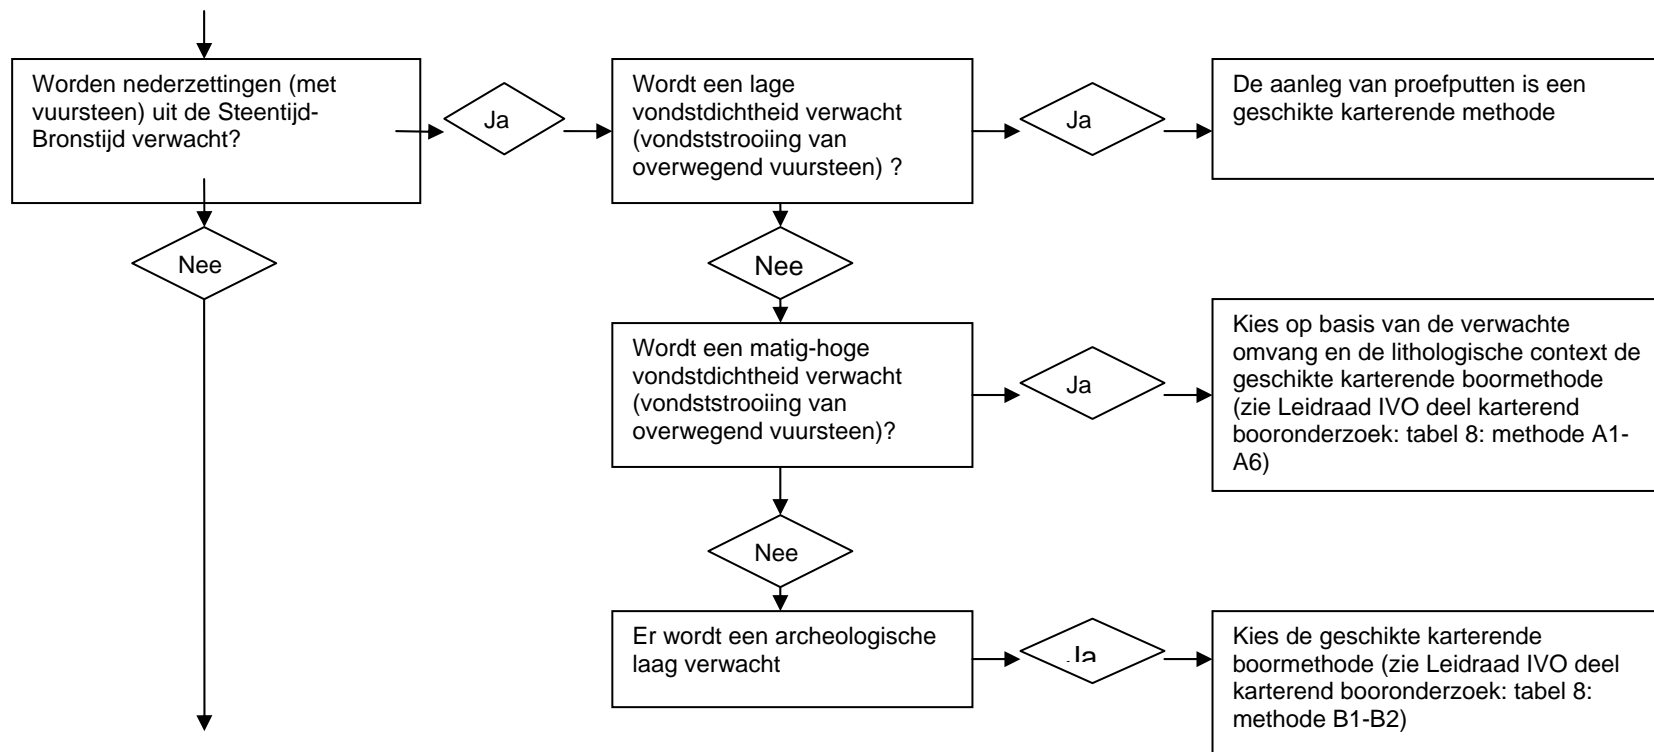 Worden nederzettingen (met
vuursteen) uit de Steentijd-
Bronstijd verwacht?
Ja
Wordt een lage
vondstdichtheid verwacht
(vondststrooiing van
overwegend vuursteen) ?
Ja
De aanleg van proefputten is een
geschikte karterende methode
Nee
Nee
Wordt een matig-hoge
vondstdichtheid verwacht
(vondststrooiing van
overwegend vuursteen)?
Ja
Kies op basis van de verwachte
omvang en de lithologische context de
geschikte karterende boormethode
(zie Leidraad IVO deel karterend
booronderzoek: tabel 8: methode A1-
A6)
Nee
Er wordt een archeologische
laag verwacht
Ja
Kies de geschikte karterende
boormethode (zie Leidraad IVO deel
karterend booronderzoek: tabel 8:
methode B1-B2)